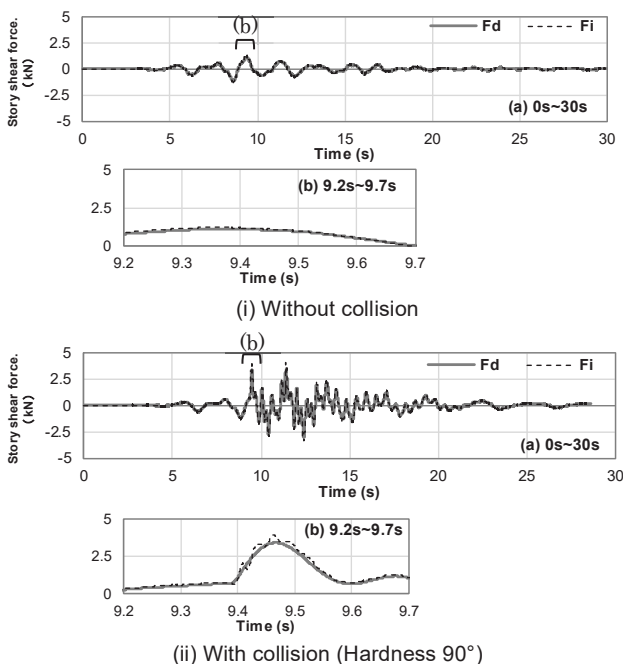 (b)
Fd Fi
Story shear force. (kN)
5
2.5
0
-2.5
-5
(a) 0s~30s
0 5 10 15 20 25 30
Time (s)
(b) 9.2s~9.7s
5
2.5
0
9.2 9.3 9.4 9.5 9.6 9.7
Time (s)
(i) Without collision
(b)
Fd Fi
Story shear force. (kN)
5
2.5
0
-2.5
-5
(a) 0s~30s
0 5 10 15 20 25 30
Time (s)
(b) 9.2s~9.7s
5
2.5
0
9.2 9.3 9.4 9.5 9.6 9.7
Time (s)
(ii) With collision (Hardness 90°)